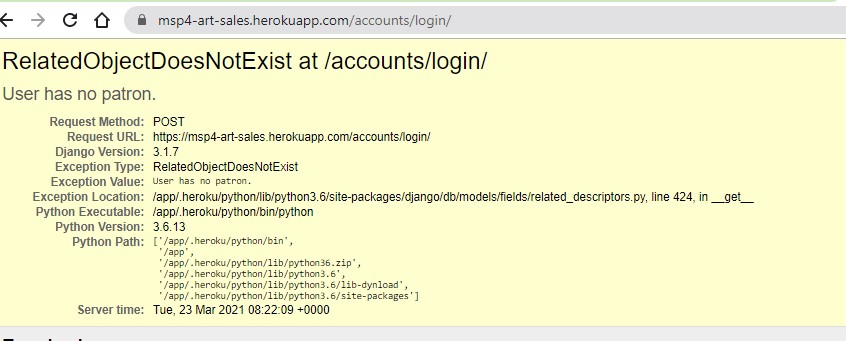 msp4-art-sales.herokuapp.com/accounts/login/
RelatedObjectDoesNotExist at /accounts/login/
User has no patron.
Request Method: POST
Request URL: https://msp4-art-sales.herokuapp.com/accounts/login/
Django Version: 3.1.7
Exception Type: RelatedObjectDoesNotExist
Exception Value: User has no patron.
Exception Location: /app/.heroku/python/lib/python3.6/site-packages/django/db/models/fields/related_descriptors.py, line 424, in __get__
Python Executable: /app/.heroku/python/bin/python
Python Version: 3.6.13
Python Path: ['/app/.heroku/python/bin',
'/app',
'/app/.heroku/python/lib/python36.zip',
'/app/.heroku/python/lib/python3.6',
'/app/.heroku/python/lib/python3.6/lib-dynload',
'/app/.heroku/python/lib/python3.6/site-packages']
Server time: Tue, 23 Mar 2021 08:22:09 +0000